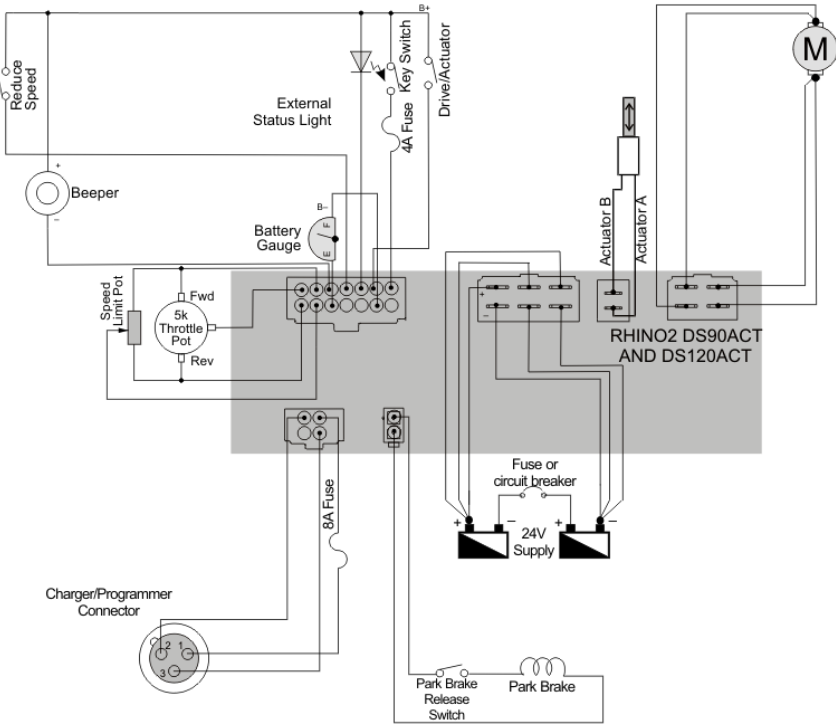 B+
Reduce
Speed
External
Status Light
Key Switch
4A Fuse
Drive/Actuator
M
+
Beeper
–
B–
Battery
Gauge
F
E
Actuator B
Actuator A
Speed
Limit Pot
Fwd
5k
Throttle
Pot
Rev
+
–
RHINO2 DS90ACT
AND DS120ACT
8A Fuse
Fuse or
circuit breaker
+
–
24V
Supply
+
–
Charger/Programmer
Connector
2
1
3
Park Brake
Release
Switch
Park Brake